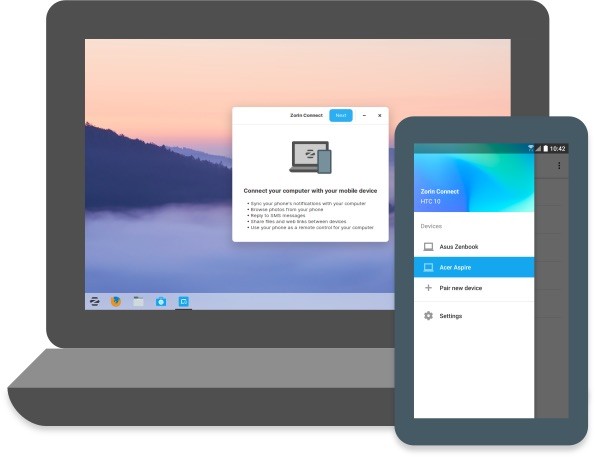 Zorin Connect
Next
Connect your computer with your mobile device
• Sync your phone's notifications with your computer
• Browse photos from your phone
• Reply to SMS messages
• Share files and web links between devices
• Use your phone as a remote control for your computer
10:42
Zorin Connect
HTC 10
Devices
Asus Zenbook
Acer Aspire
Pair new device
Settings